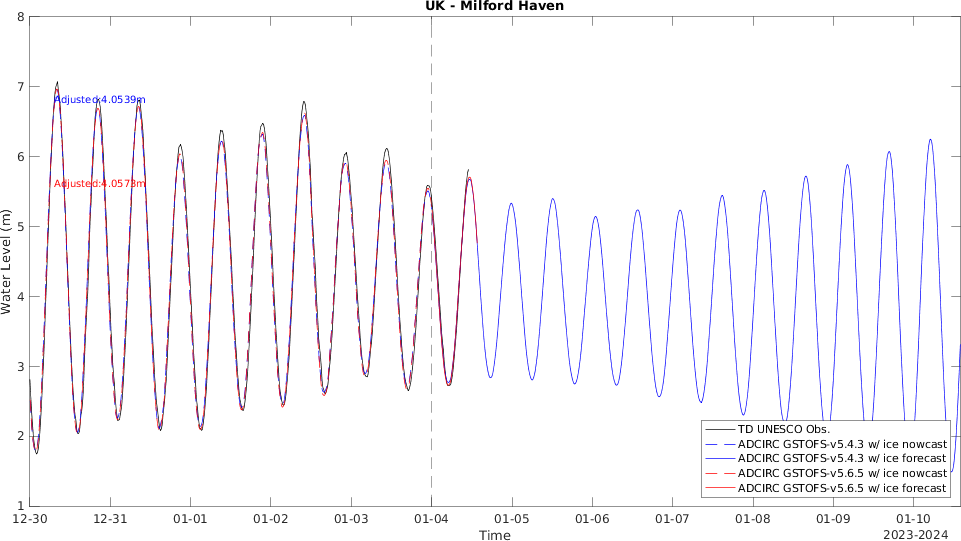 UK - Milford Haven
8
7
6
5
4
3
2
1
Water Level (m)
Adjusted:4.0539m
Adjusted:4.0573m
12-30 12-31 01-01 01-02 01-03 01-04 01-05 01-06 01-07 01-08 01-09 01-10
Time
2023-2024
TD UNESCO Obs.
ADCIRC GSTOFS-v5.4.3 w/ ice nowcast
ADCIRC GSTOFS-v5.4.3 w/ ice forecast
ADCIRC GSTOFS-v5.6.5 w/ ice nowcast
ADCIRC GSTOFS-v5.6.5 w/ ice forecast